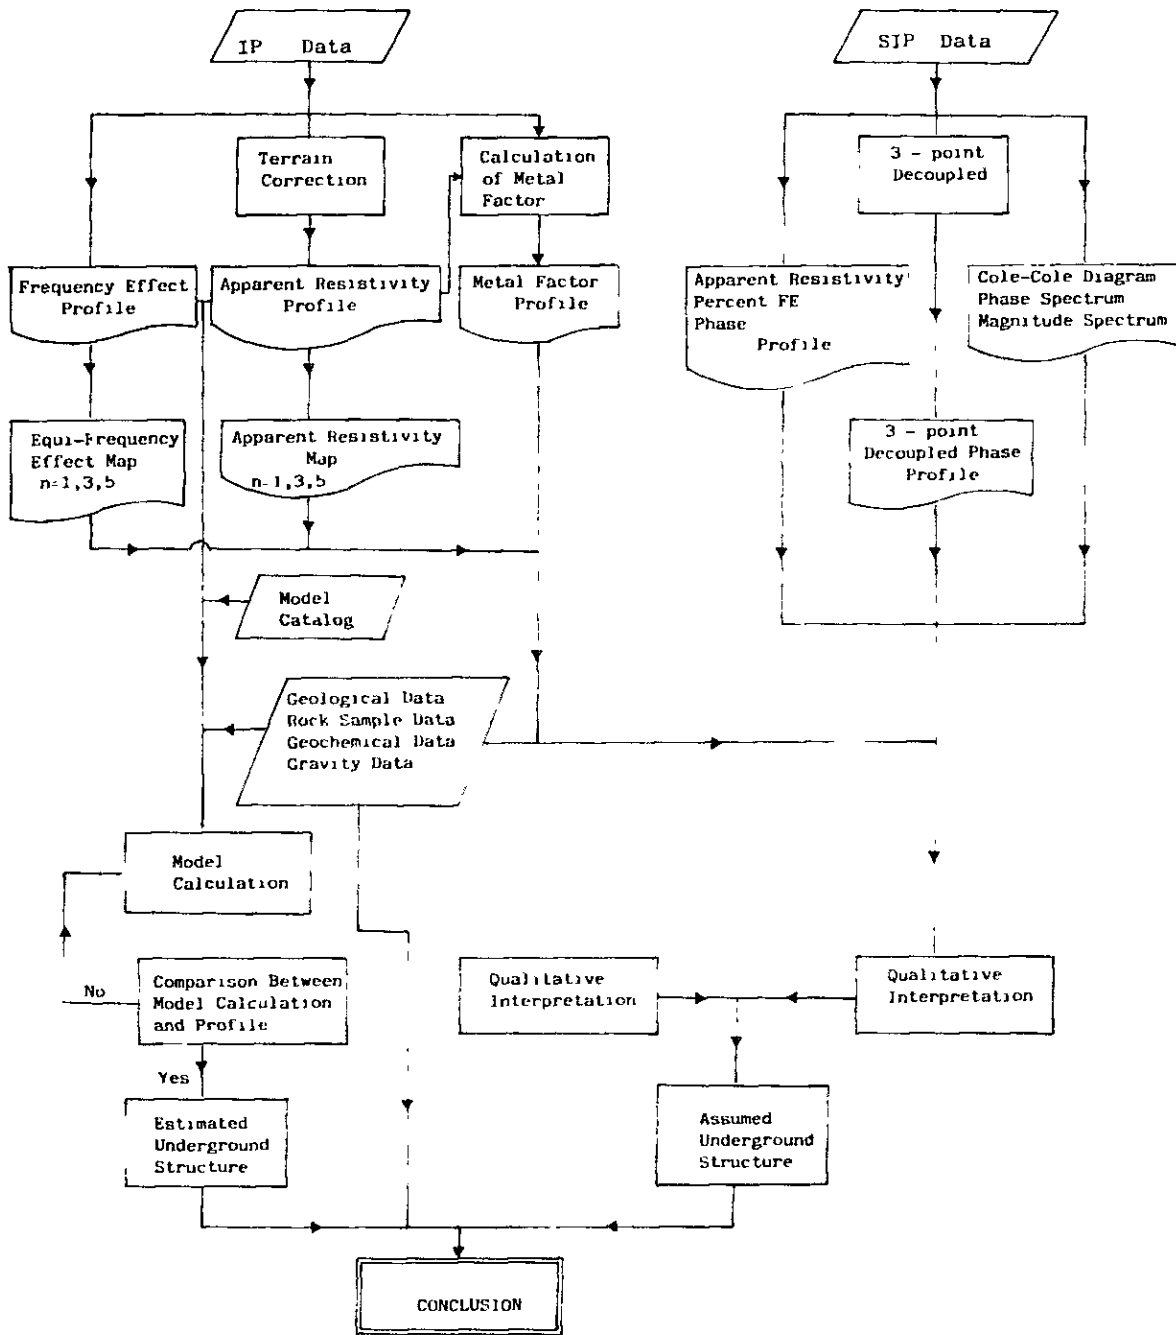 IP Data
SIP Data
Terrain
Correction
Calculation
of Metal
Factor
3 - point
Decoupled
Frequency Effect
Profile
Apparent Resistivity
Profile
Metal Factor
Profile
Apparent Resistivity
Percent FE
Phase
Profile
Cole-Cole Diagram
Phase Spectrum
Magnitude Spectrum
Equi-Frequency
Effect Map
n=1,3,5
Apparent Resistivity
Map
n=1,3,5
3 - point
Decoupled Phase
Profile
Model
Catalog
Geological Data
Rock Sample Data
Geochemical Data
Gravity Data
Model
Calculation
No
Comparison Between
Model Calculation
and Profile
Qualitative
Interpretation
Qualitative
Interpretation
Yes
Estimated
Underground
Structure
Assumed
Underground
Structure
CONCLUSION